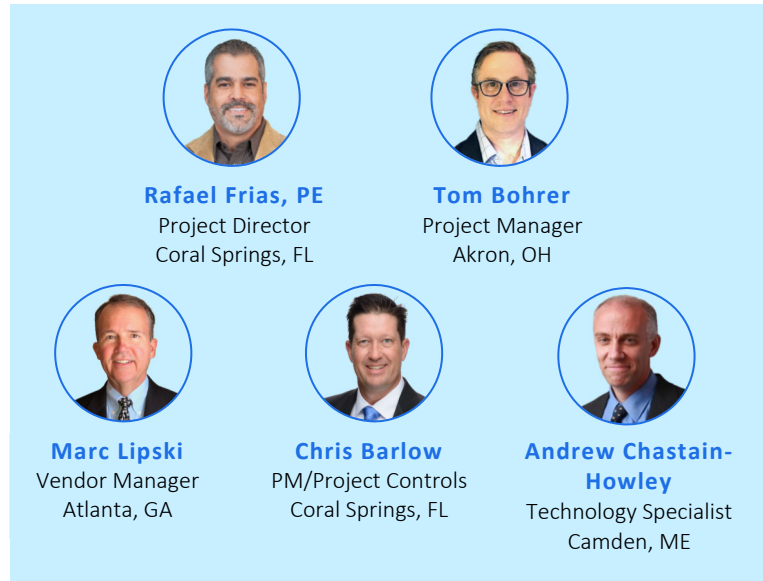 Rafael Frias, PE
Project Director
Coral Springs, FL
Tom Bohrer
Project Manager
Akron, OH
Marc Lipski
Vendor Manager
Atlanta, GA
Chris Barlow
PM/Project Controls
Coral Springs, FL
Andrew Chastain-
Howley
Technology Specialist
Camden, ME